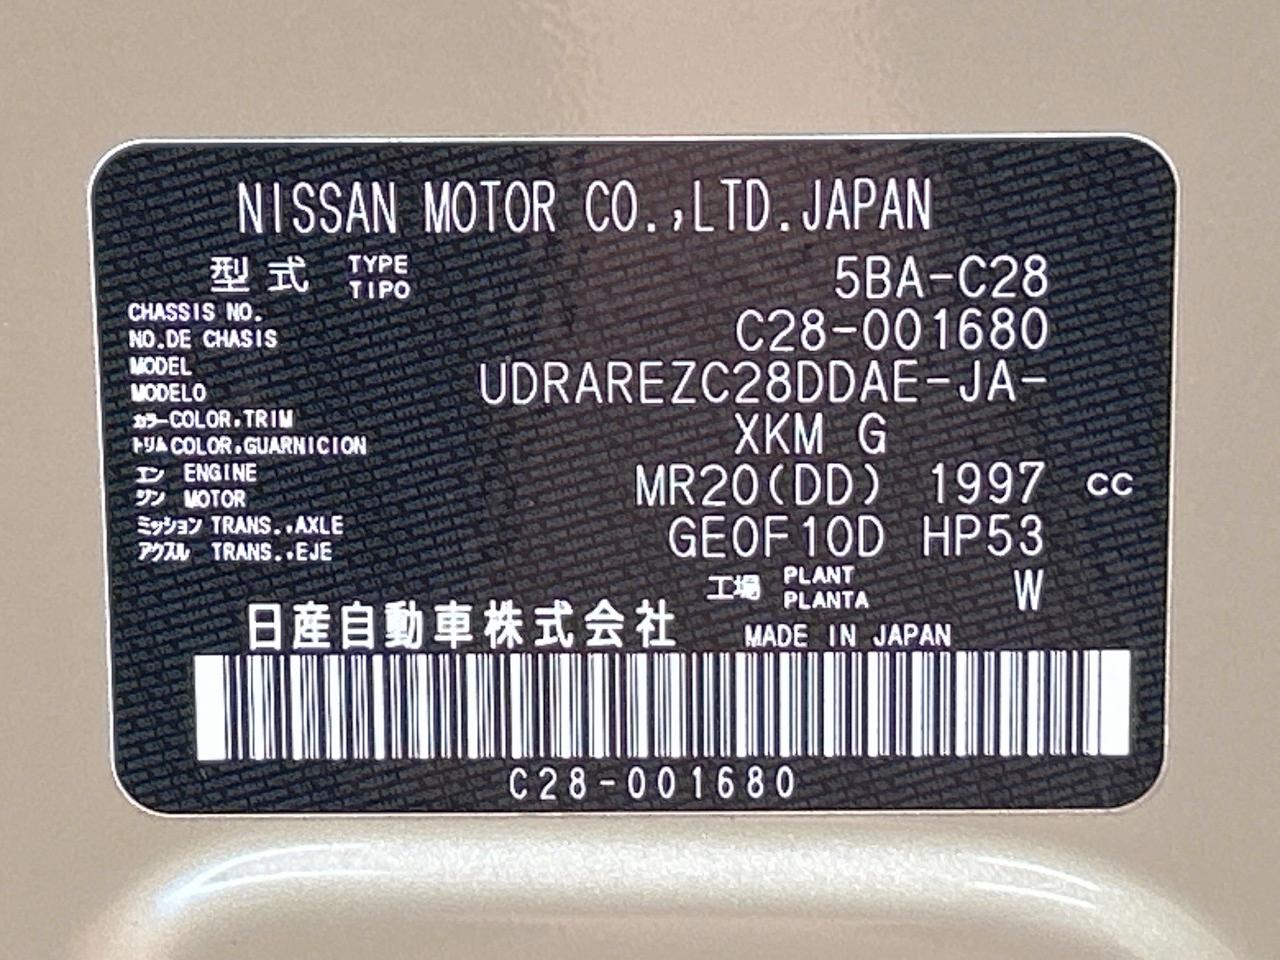 NISSAN MOTOR CO.,LTD.JAPAN
型式 TYPE TIPO 5BA-C28
CHASSIS NO. NO.DE CHASIS C28-001680
MODEL MODELO UDRAREZC28DDAE-JA-
カラー COLOR.TRIM
トリム COLOR.GUARNICION XKM G
エンジン ENGINE MOTOR MR20(DD) 1997 cc
ミッション TRANS..AXLE
アクスル TRANS..EJE GE0F10D HP53
工場 PLANT PLANTA W
日産自動車株式会社 MADE IN JAPAN
C28-001680